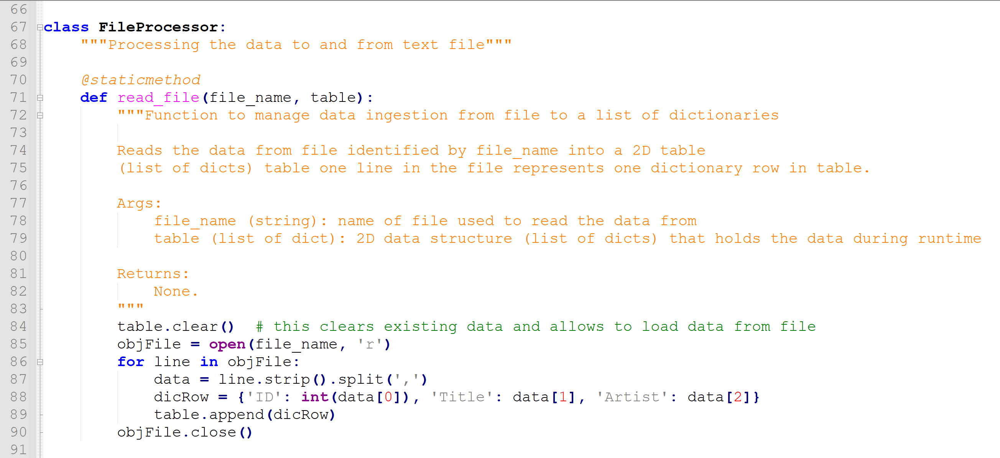 66
67 class FileProcessor:
68     """Processing the data to and from text file"""
69
70     @staticmethod
71     def read_file(file_name, table):
72         """Function to manage data ingestion from file to a list of dictionaries
73
74         Reads the data from file identified by file_name into a 2D table
75         (list of dicts) table one line in the file represents one dictionary row in table.
76
77         Args:
78             file_name (string): name of file used to read the data from
79             table (list of dict): 2D data structure (list of dicts) that holds the data during runtime
80
81         Returns:
82             None.
83         """
84         table.clear()  # this clears existing data and allows to load data from file
85         objFile = open(file_name, 'r')
86         for line in objFile:
87             data = line.strip().split(',')
88             dicRow = {'ID': int(data[0]), 'Title': data[1], 'Artist': data[2]}
89             table.append(dicRow)
90         objFile.close()
91